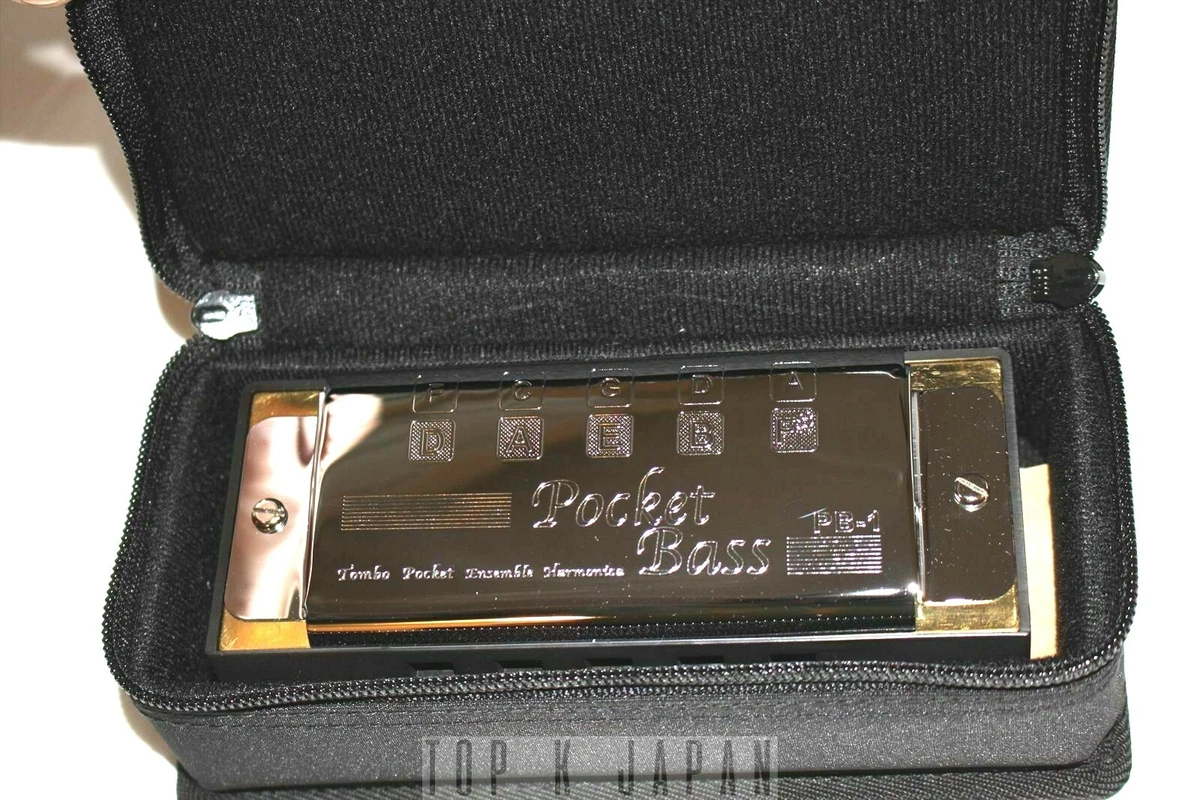 F C G D A
D A E B F#
Pocket
PB-1
Bass
Tombo Pocket Ensemble Harmonica
TOP K JAPAN